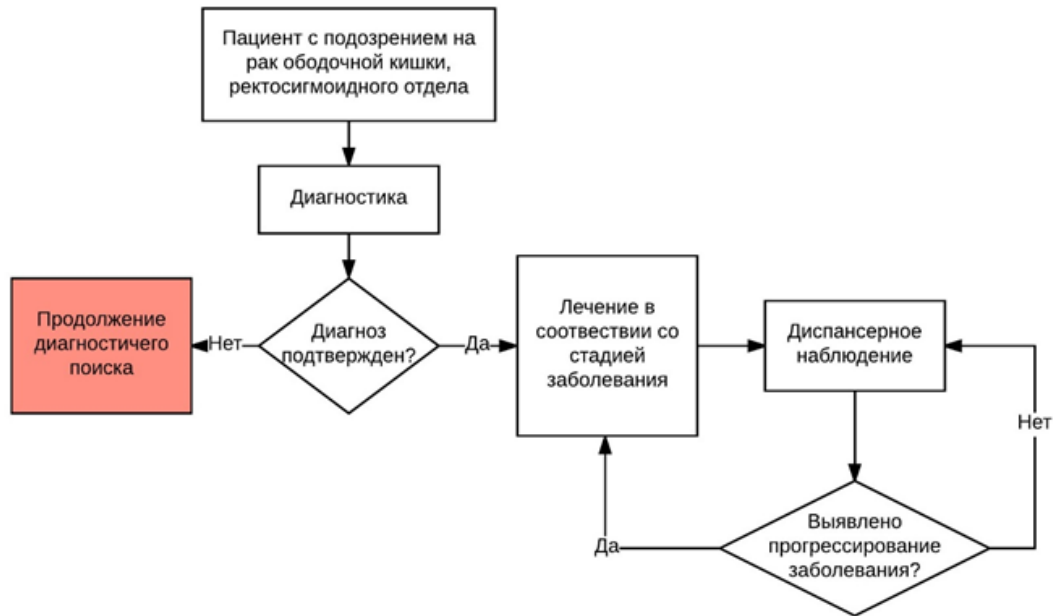 Пациент с подозрением на
рак ободочной кишки,
ректосигмоидного отдела
Диагностика
Диагноз
подтвержден?
Нет
Продолжение
диагностичего
поиска
Да
Лечение в
соотвествии со
стадией
заболевания
Диспансерное
наблюдение
Выявлено
прогрессирование
заболевания?
Да
Нет